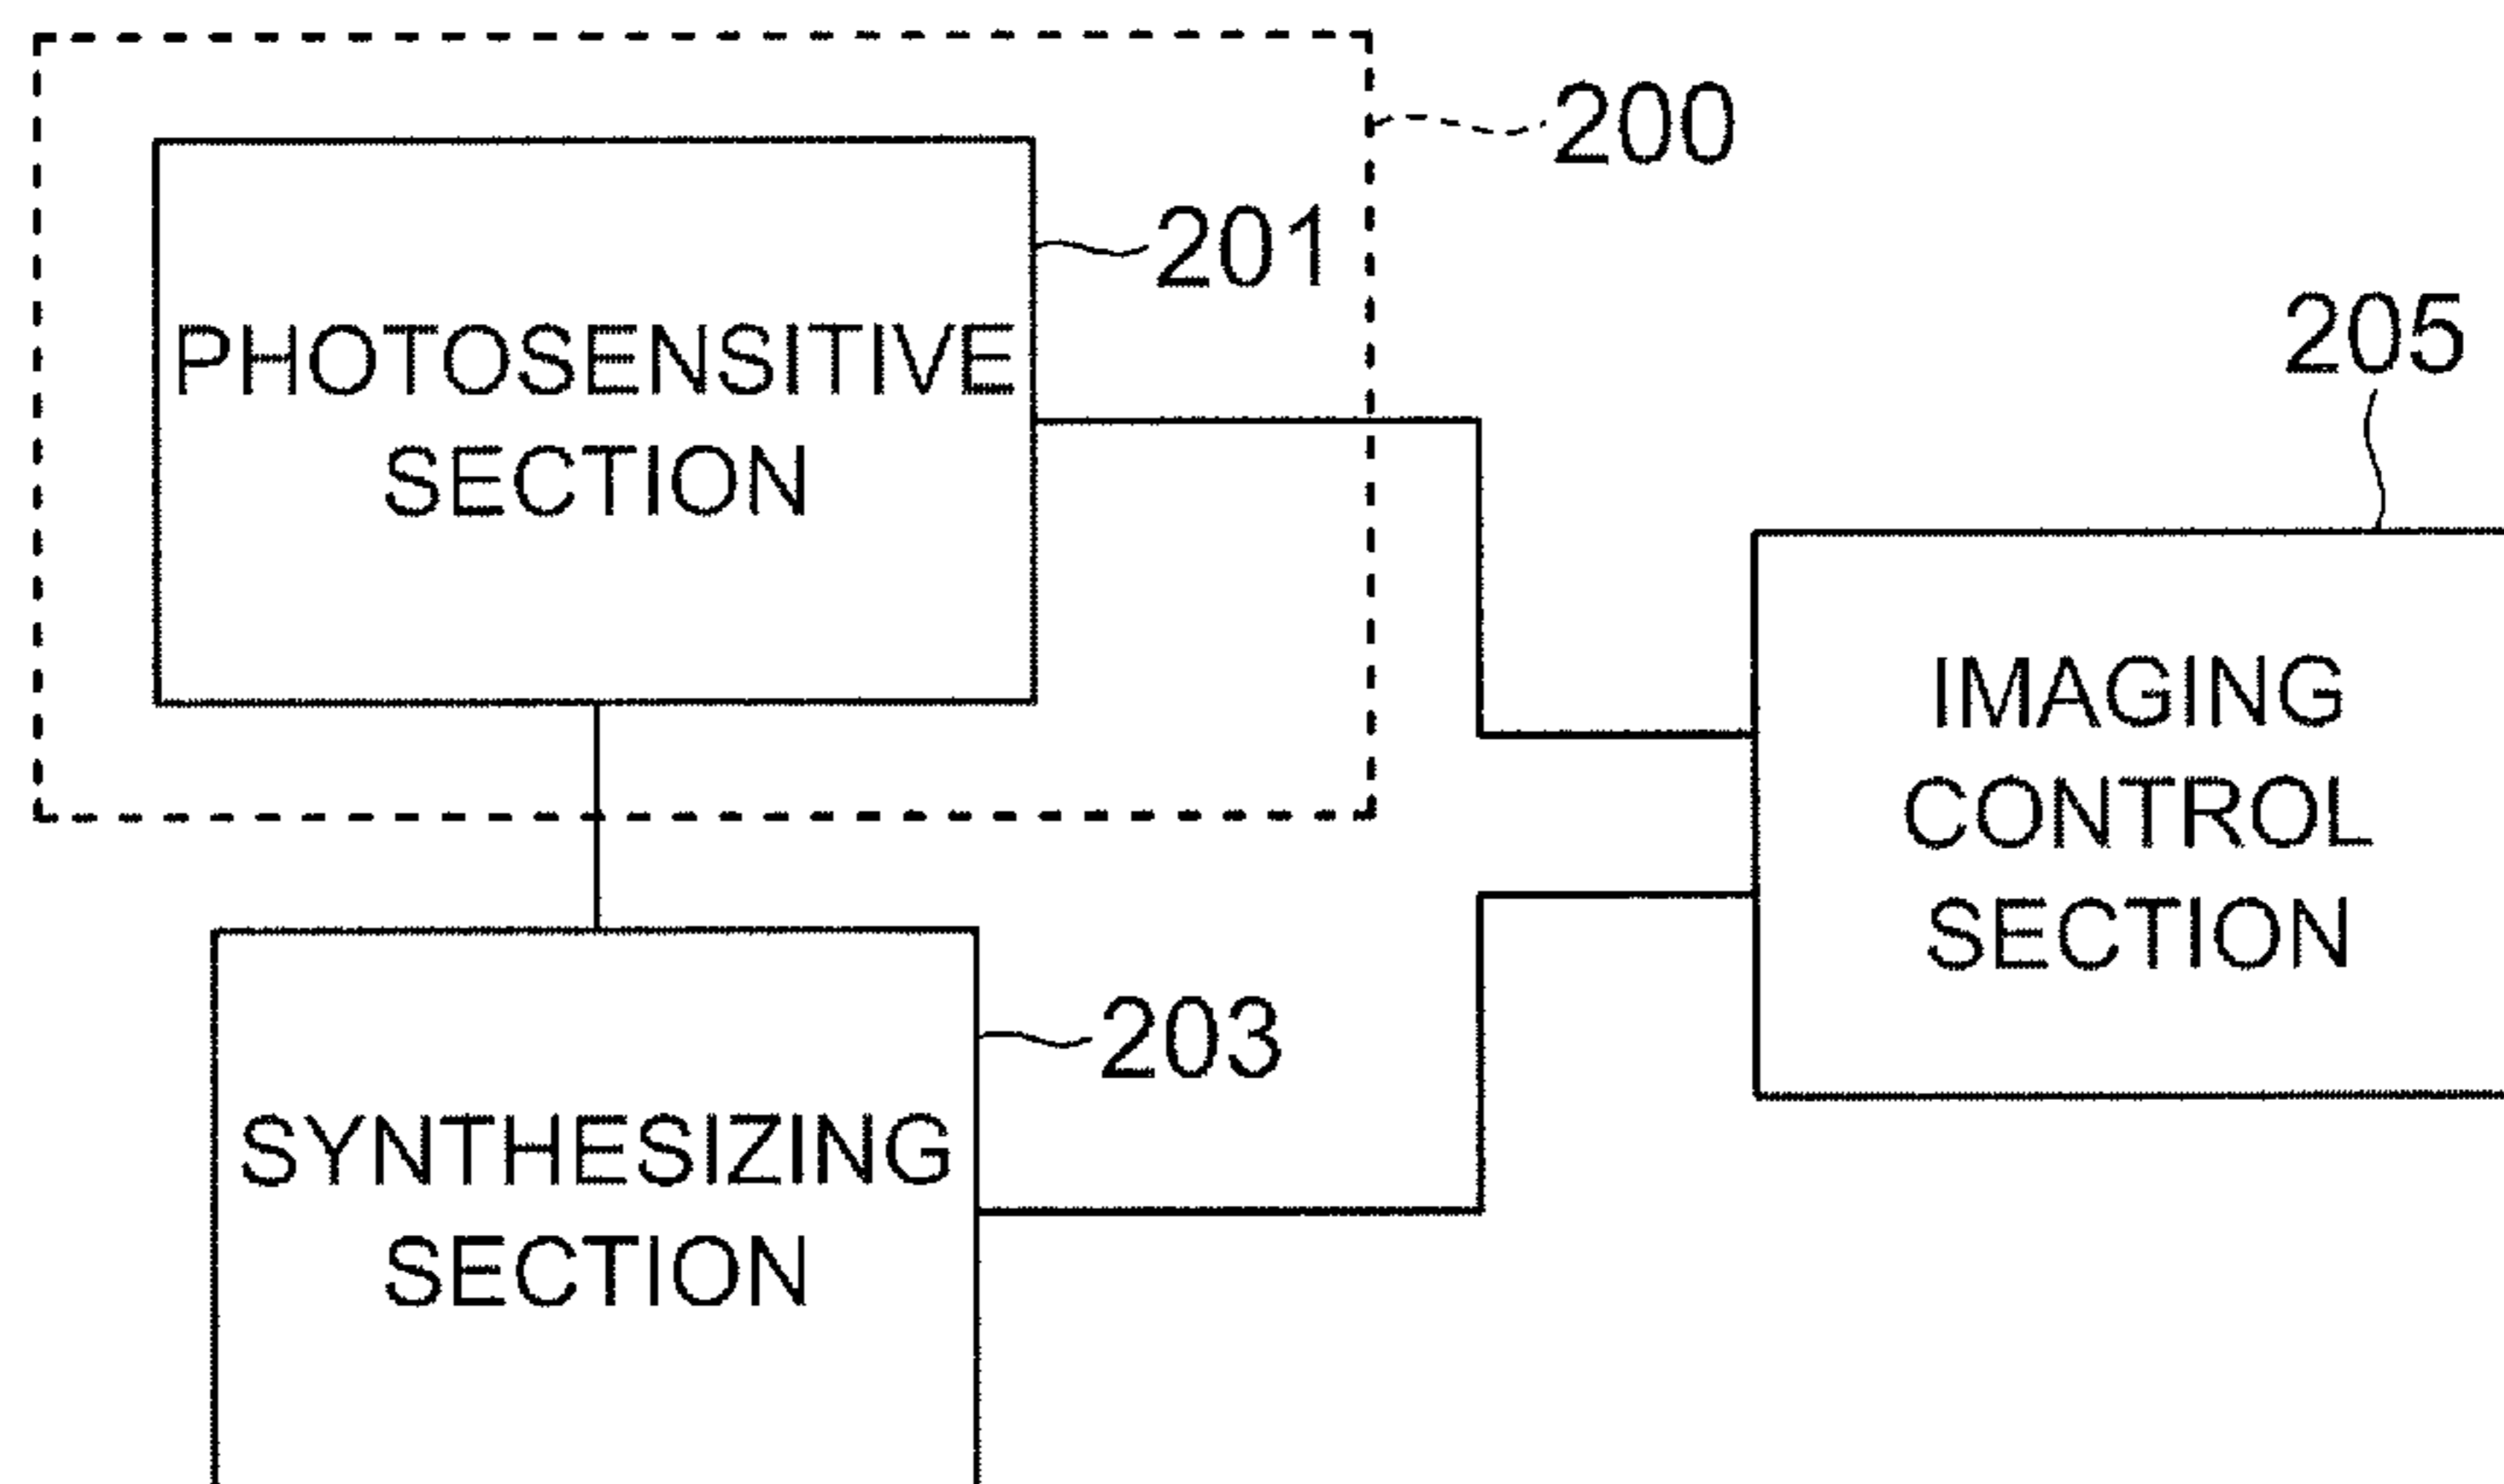 200
201
PHOTOSENSITIVE
SECTION
205
IMAGING
CONTROL
SECTION
203
SYNTHESIZING
SECTION